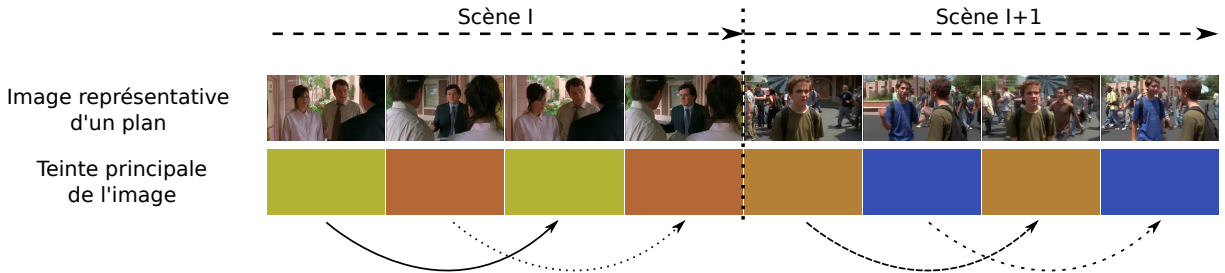 Scène I
Scène I+1
Image représentative
d'un plan
Teinte principale
de l'image